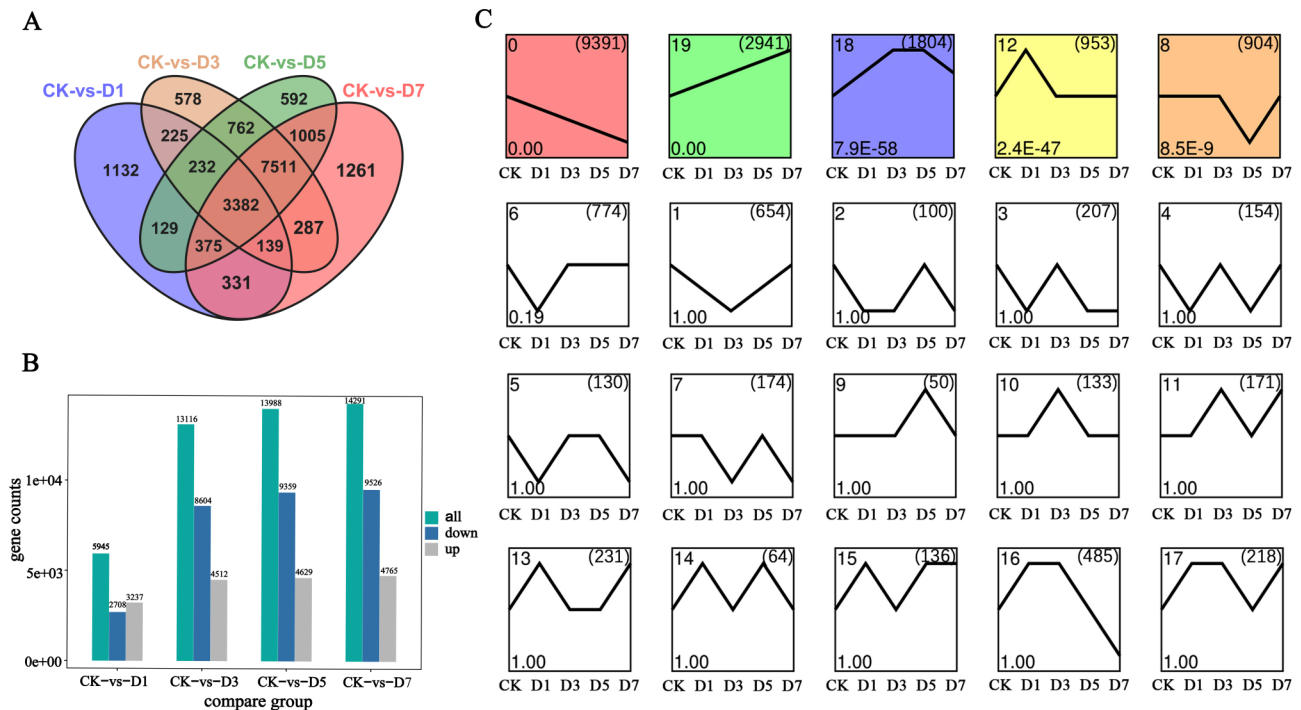 A
CK-vs-D3 CK-vs-D5
CK-vs-D1 CK-vs-D7
578 592
225 762 1005
1132 232 7511 1261
3382
129 375 139 287
331
B
gene counts
1e+04
5e+03
0e+00
5945 2708 3237
13116 8604 4512
13988 9359 4629
14291 9526 4765
CK-vs-D1 CK-vs-D3 CK-vs-D5 CK-vs-D7
compare group
all
down
up
C
0 (9391) 19 (2941) 18 (1804) 12 (953) 8 (904)
0.00 0.00 7.9E-58 2.4E-47 8.5E-9
CK D1 D3 D5 D7 CK D1 D3 D5 D7 CK D1 D3 D5 D7 CK D1 D3 D5 D7 CK D1 D3 D5 D7
6 (774) 1 (654) 2 (100) 3 (207) 4 (154)
0.19 1.00 1.00 1.00 1.00
CK D1 D3 D5 D7 CK D1 D3 D5 D7 CK D1 D3 D5 D7 CK D1 D3 D5 D7 CK D1 D3 D5 D7
5 (130) 7 (174) 9 (50) 10 (133) 11 (171)
1.00 1.00 1.00 1.00 1.00
CK D1 D3 D5 D7 CK D1 D3 D5 D7 CK D1 D3 D5 D7 CK D1 D3 D5 D7 CK D1 D3 D5 D7
13 (231) 14 (64) 15 (136) 16 (485) 17 (218)
1.00 1.00 1.00 1.00 1.00
CK D1 D3 D5 D7 CK D1 D3 D5 D7 CK D1 D3 D5 D7 CK D1 D3 D5 D7 CK D1 D3 D5 D7